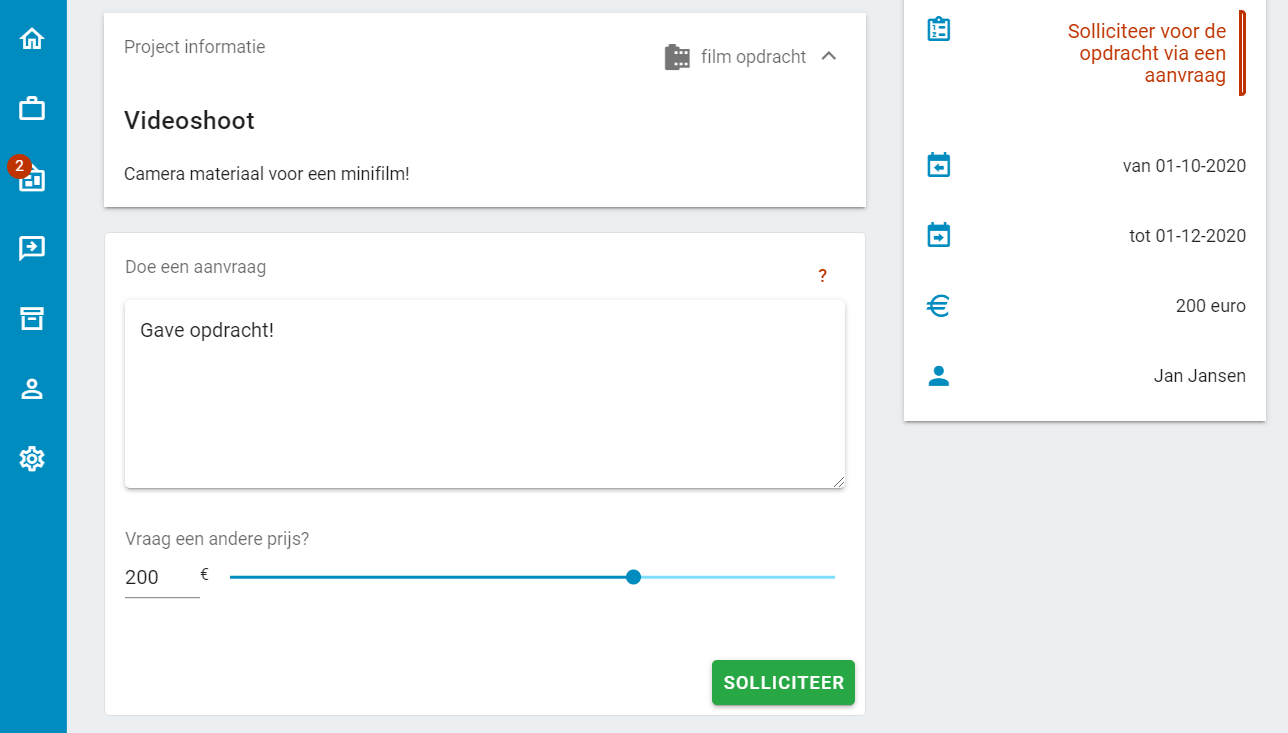 2
Project informatie
film opdracht
Videoshoot
Camera materiaal voor een minifilm!
Doe een aanvraag
?
Gave opdracht!
Vraag een andere prijs?
200 €
SOLLICITEER
Solliciteer voor de
opdracht via een
aanvraag
van 01-10-2020
tot 01-12-2020
200 euro
Jan Jansen